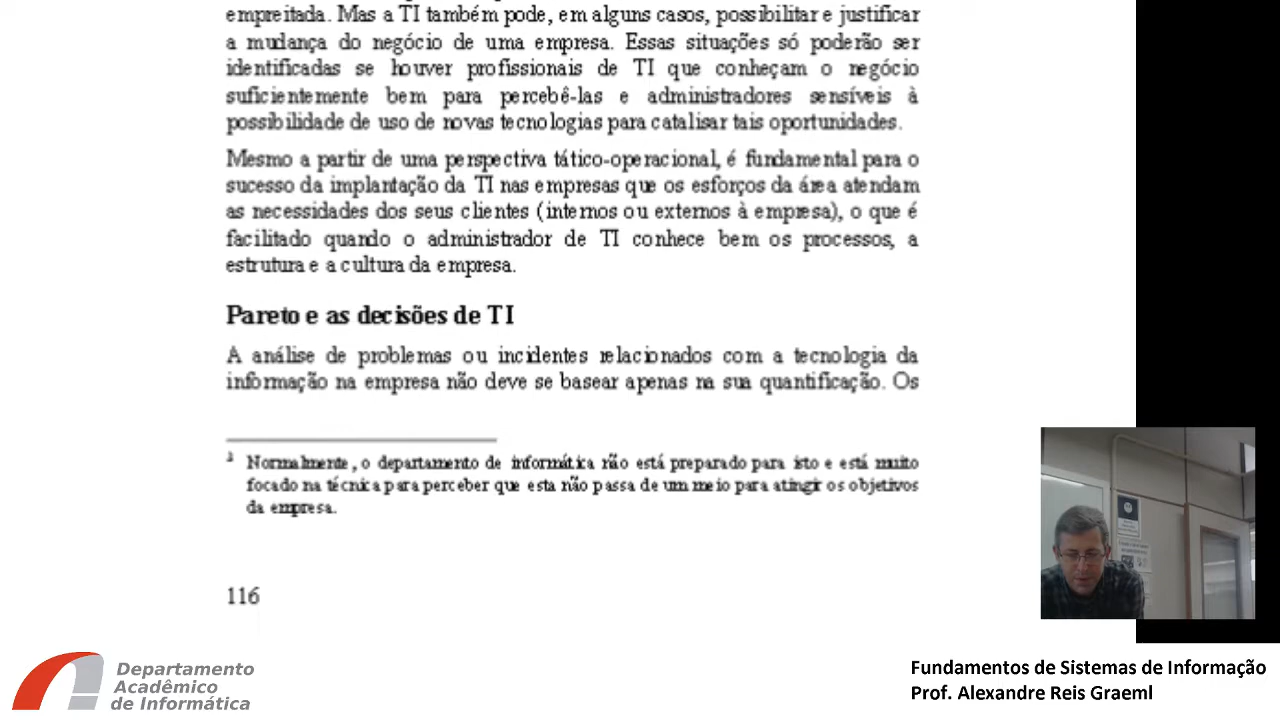 empreitada. Mas a TI também pode, em alguns casos, possibilitar e justificar
a mudança do negócio de uma empresa. Essas situações só poderão ser
identificadas se houver profissionais de TI que conheçam o negócio
suficientemente bem para percebê-las e administradores sensíveis à
possibilidade de uso de novas tecnologias para catalisar tais oportunidades.
Mesmo a partir de uma perspectiva tático-operacional, é fundamental para o
sucesso da implantação da TI nas empresas que os esforços da área atendam
as necessidades dos seus clientes (internos ou externos à empresa), o que é
facilitado quando o administrador de TI conhece bem os processos, a
estrutura e a cultura da empresa.
Pareto e as decisões de TI
A análise de problemas ou incidentes relacionados com a tecnologia da
informação na empresa não deve se basear apenas na sua quantificação. Os
Normalmente, o departamento de informática não está preparado para isto e está muito
focado na técnica para perceber que esta não passa de um meio para atingir os objetivos
da empresa.
116
Departamento
Acadêmico
de Informática
Fundamentos de Sistemas de Informação
Prof. Alexandre Reis Graeml